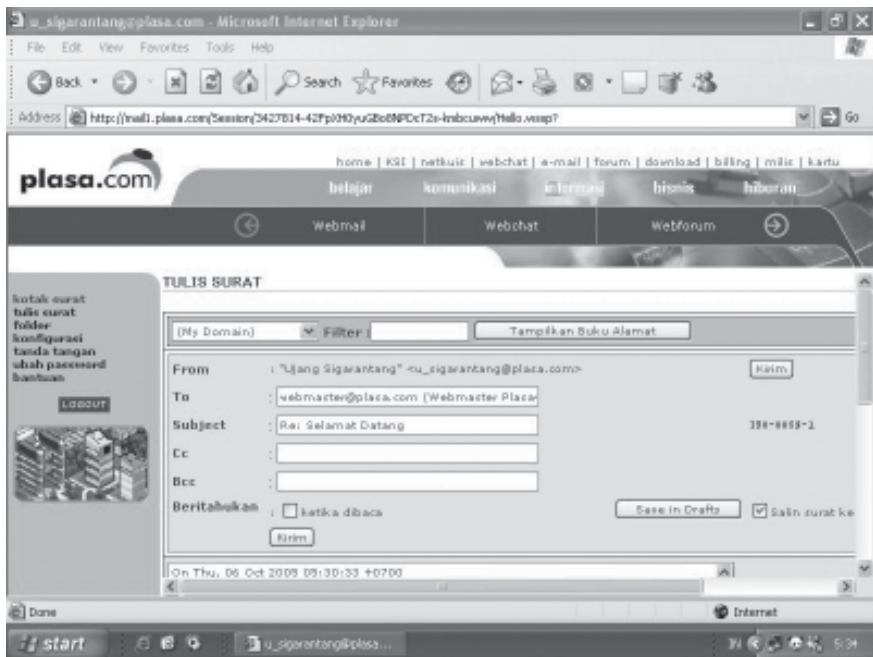 u_sigarantang@plasa.com - Microsoft Internet Explorer
File Edit View Favorites Tools Help
Back Search Favorites
Address Go
plasa.com
home | KSI | netkuis | webchat | e-mail | forum | download | billing | milis | kartu
belajar komunikasi informasi bisnis hiburan
Webmail Webchat Webforum
kotak surat
tulis surat
folder
konfigurasi
tanda tangan
ubah password
bantuan
LOGOUT
TULIS SURAT
(My Domain) Filter : Tampilkan Buku Alamat
From : "Ujang Sigarantang" <u_sigarantang@plasa.com> Kirim
To : webmaster@plasa.com (Webmaster Plasa
Subject : Re: Selamat Datang
Cc :
Bcc :
Beritahukan : ketika dibaca Save in Drafts Salin surat ke
Kirim
On Thu, 06 Oct 2005 05:30:33 +0700
Done Internet
start u_sigarantang@plasa... IN 5:34